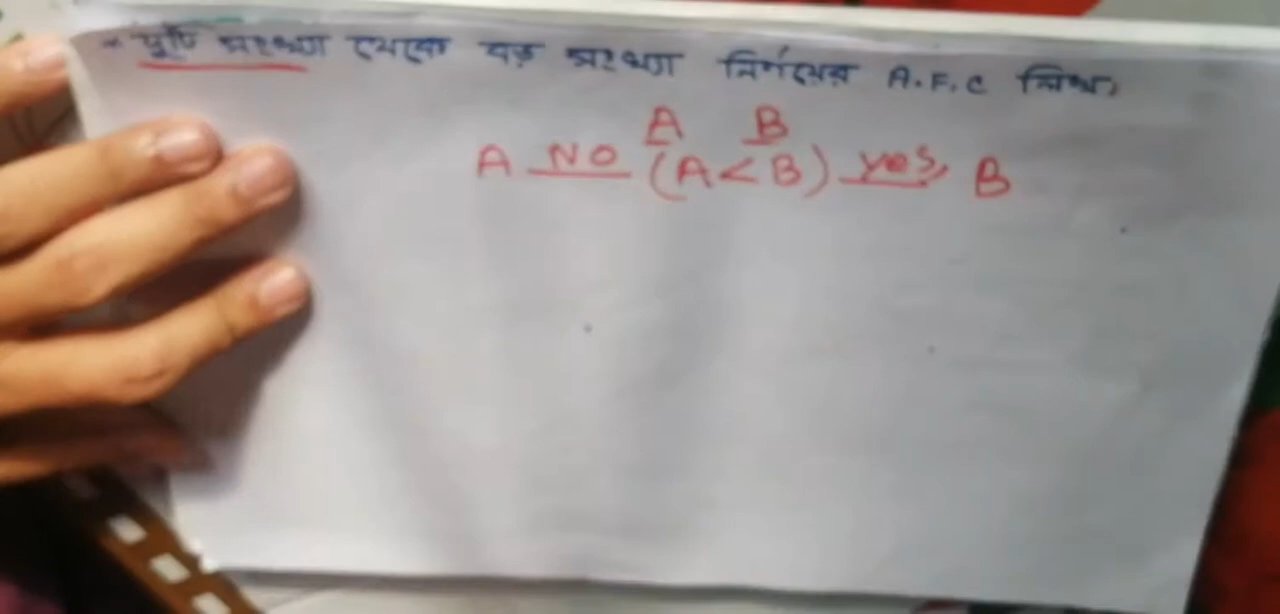 দুটি সংখ্যা থেকে বড় সংখ্যা নির্ণয়ের A.F.C লিখ।
A B
A NO (A<B) yes, B